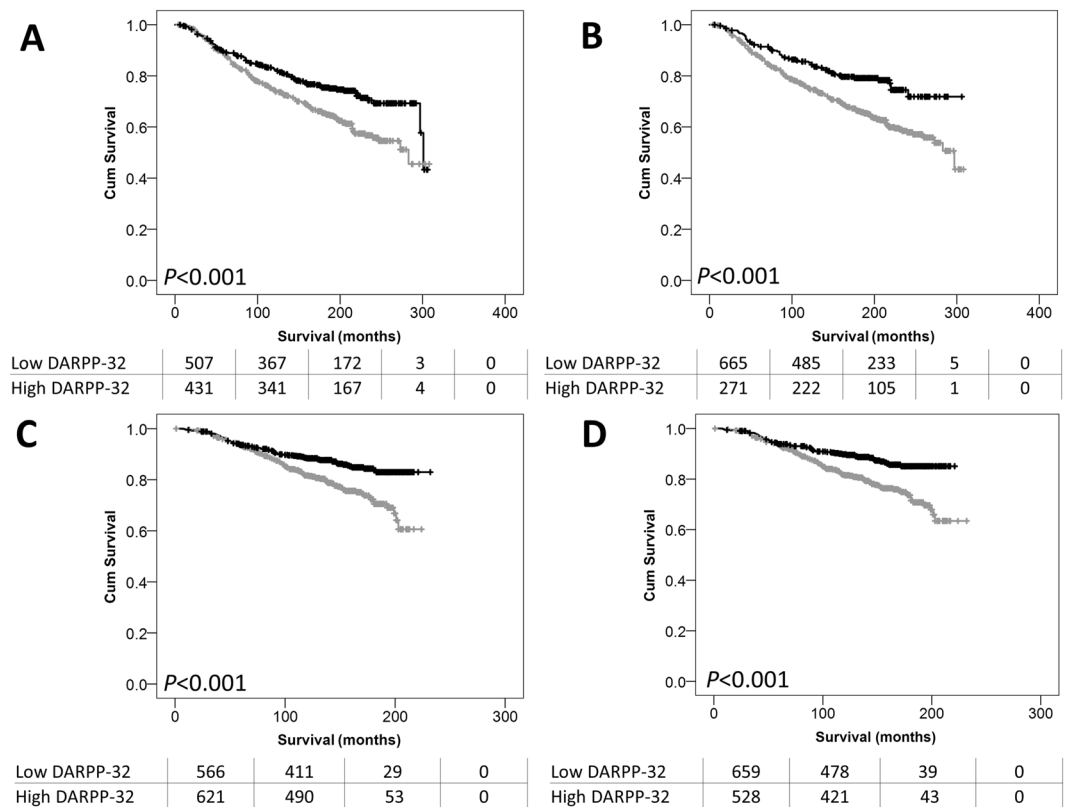 A
1.0
0.8
0.6
0.4
0.2
0.0
Cum Survival
P<0.001
0 100 200 300 400
Survival (months)
Low DARPP-32 507 367 172 3 0
High DARPP-32 431 341 167 4 0
B
1.0
0.8
0.6
0.4
0.2
0.0
Cum Survival
P<0.001
0 100 200 300 400
Survival (months)
Low DARPP-32 665 485 233 5 0
High DARPP-32 271 222 105 1 0
C
1.0
0.8
0.6
0.4
0.2
0.0
Cum Survival
P<0.001
0 100 200 300
Survival (months)
Low DARPP-32 566 411 29 0
High DARPP-32 621 490 53 0
D
1.0
0.8
0.6
0.4
0.2
0.0
Cum Survival
P<0.001
0 100 200 300
Survival (months)
Low DARPP-32 659 478 39 0
High DARPP-32 528 421 43 0